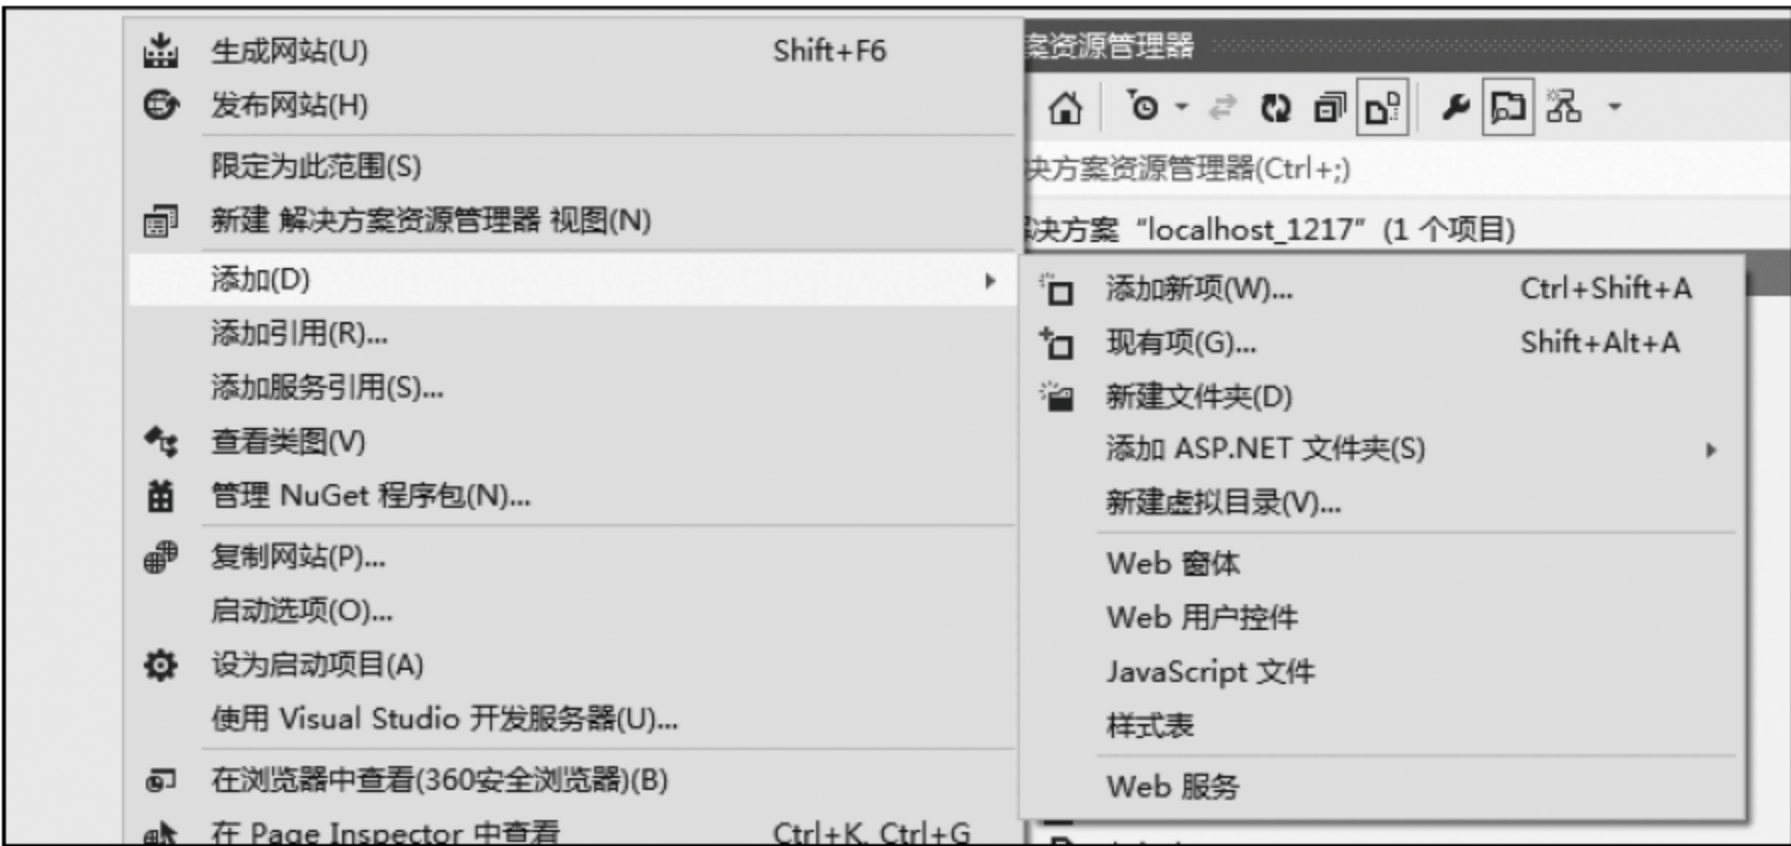 生成网站(U) Shift+F6
发布网站(H)
限定为此范围(S)
新建 解决方案资源管理器 视图(N)
添加(D)
添加引用(R)...
添加服务引用(S)...
查看类图(V)
管理 NuGet 程序包(N)...
复制网站(P)...
启动选项(O)...
设为启动项目(A)
使用 Visual Studio 开发服务器(U)...
在浏览器中查看(360安全浏览器)(B)
在 Page Inspector 中查看 Ctrl+K, Ctrl+G
案资源管理器
决方案资源管理器(Ctrl+;)
解决方案“localhost_1217”(1 个项目)
添加新项(W)... Ctrl+Shift+A
现有项(G)... Shift+Alt+A
新建文件夹(D)
添加 ASP.NET 文件夹(S)
新建虚拟目录(V)...
Web 窗体
Web 用户控件
JavaScript 文件
样式表
Web 服务